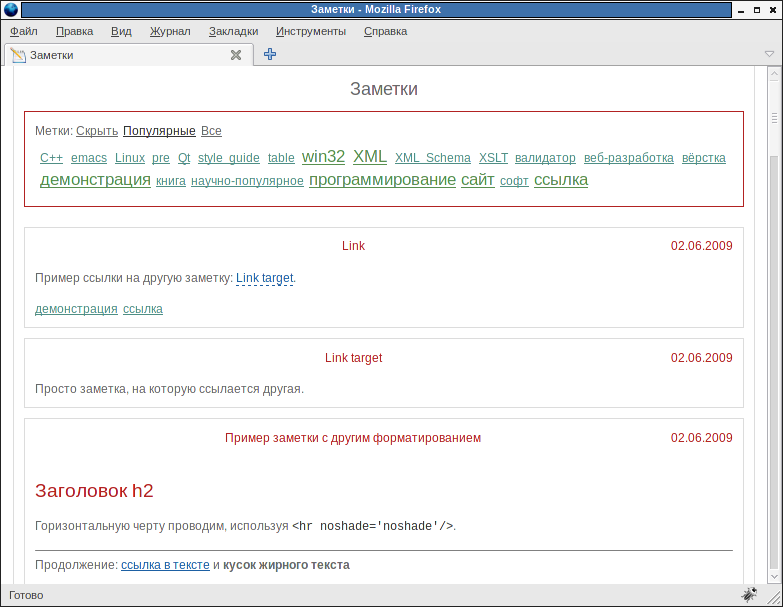 Заметки - Mozilla Firefox
Файл Правка Вид Журнал Закладки Инструменты Справка
Заметки
Заметки
Метки: Скрыть Популярные Все
C++ emacs Linux pre Qt style_guide table win32 XML XML_Schema XSLT валидатор веб-разработка вёрстка
демонстрация книга научно-популярное программирование сайт софт ссылка
Link 02.06.2009
Пример ссылки на другую заметку: Link target.
демонстрация ссылка
Link target 02.06.2009
Просто заметка, на которую ссылается другая.
Пример заметки с другим форматированием 02.06.2009
Заголовок h2
Горизонтальную черту проводим, используя <hr noshade='noshade'/>.
Продолжение: ссылка в тексте и кусок жирного текста
Готово